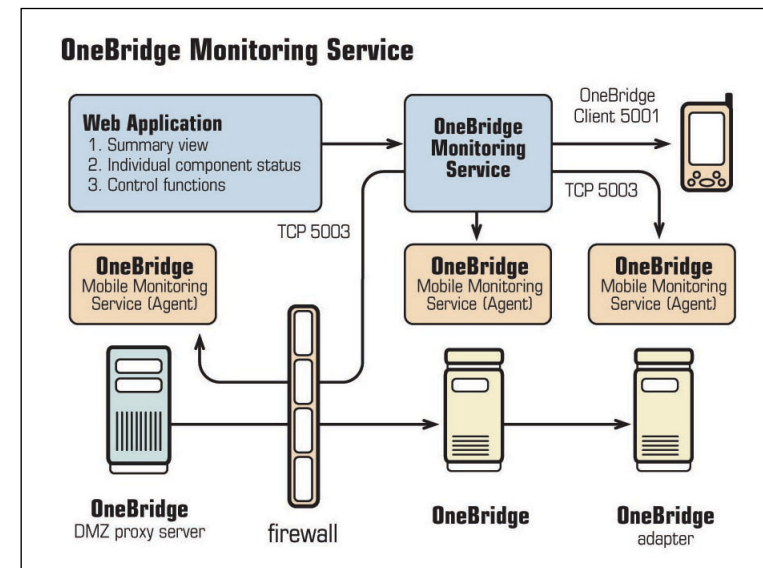 OneBridge Monitoring Service
Web Application
1. Summary view
2. Individual component status
3. Control functions
OneBridge
Monitoring
Service
OneBridge
Client 5001
TCP 5003
TCP 5003
OneBridge
Mobile Monitoring
Service (Agent)
OneBridge
Mobile Monitoring
Service (Agent)
OneBridge
Mobile Monitoring
Service (Agent)
OneBridge
DMZ proxy server
firewall
OneBridge
OneBridge
adapter